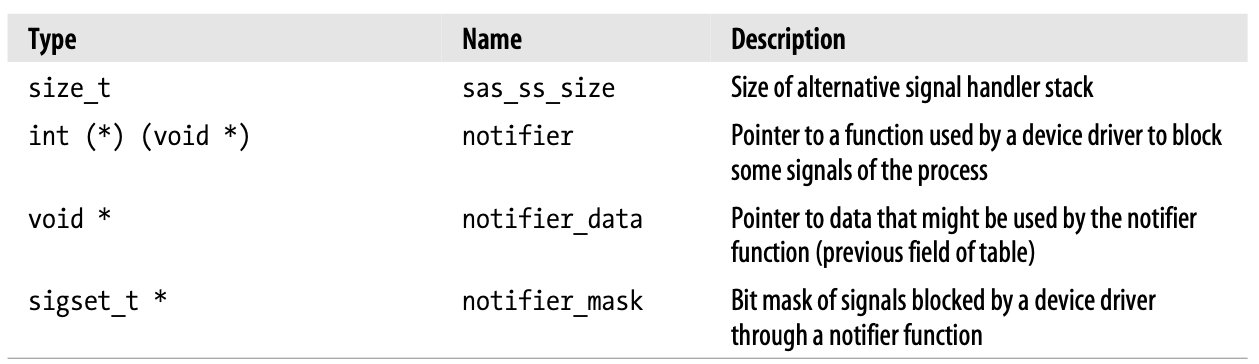 Type Name Description
size_t sas_ss_size Size of alternative signal handler stack
int (*) (void *) notifier Pointer to a function used by a device driver to block
some signals of the process
void * notifier_data Pointer to data that might be used by the notifier
function (previous field of table)
sigset_t * notifier_mask Bit mask of signals blocked by a device driver
through a notifier function